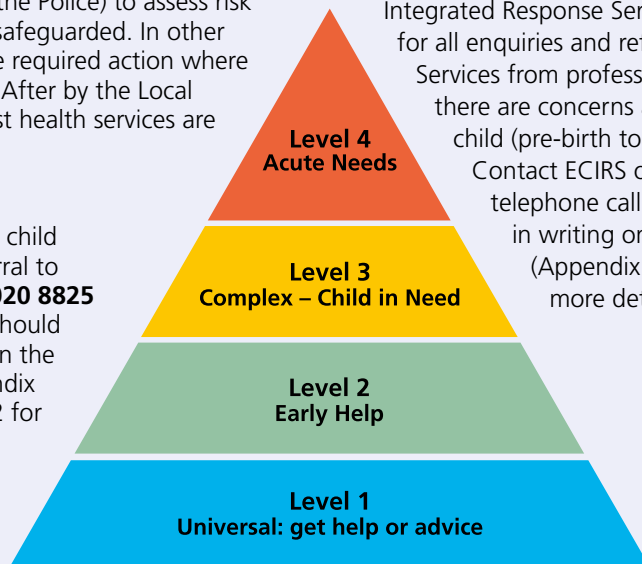 the Police) to assess risk
safeguarded. In other
e required action where
After by the Local
st health services are
child
rral to
020 8825
hould
n the
ndix
2 for
Integrated Response Ser
for all enquiries and ref
Services from profess
there are concerns a
child (pre-birth to
Contact ECIRS o
telephone call
in writing or
(Appendix
more det
Level 4
Acute Needs
Level 3
Complex – Child in Need
Level 2
Early Help
Level 1
Universal: get help or advice